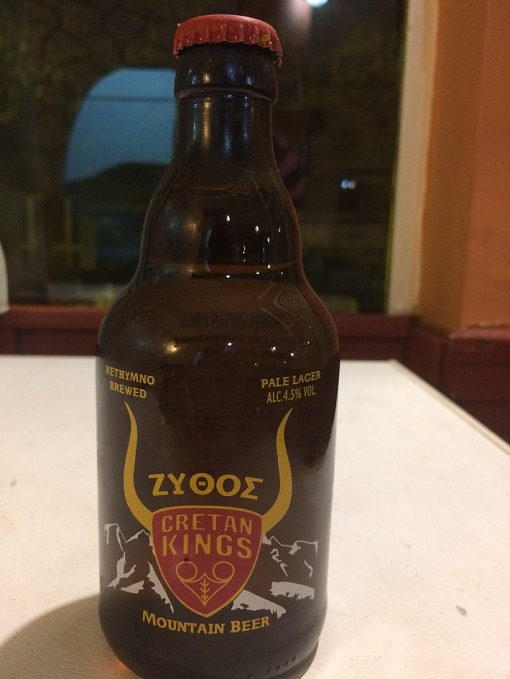 RETHYMNO
BREWED
PALE LAGER
ALC.4.5% VOL.
ΖΥΘΟΣ
CRETAN
KINGS
MOUNTAIN BEER